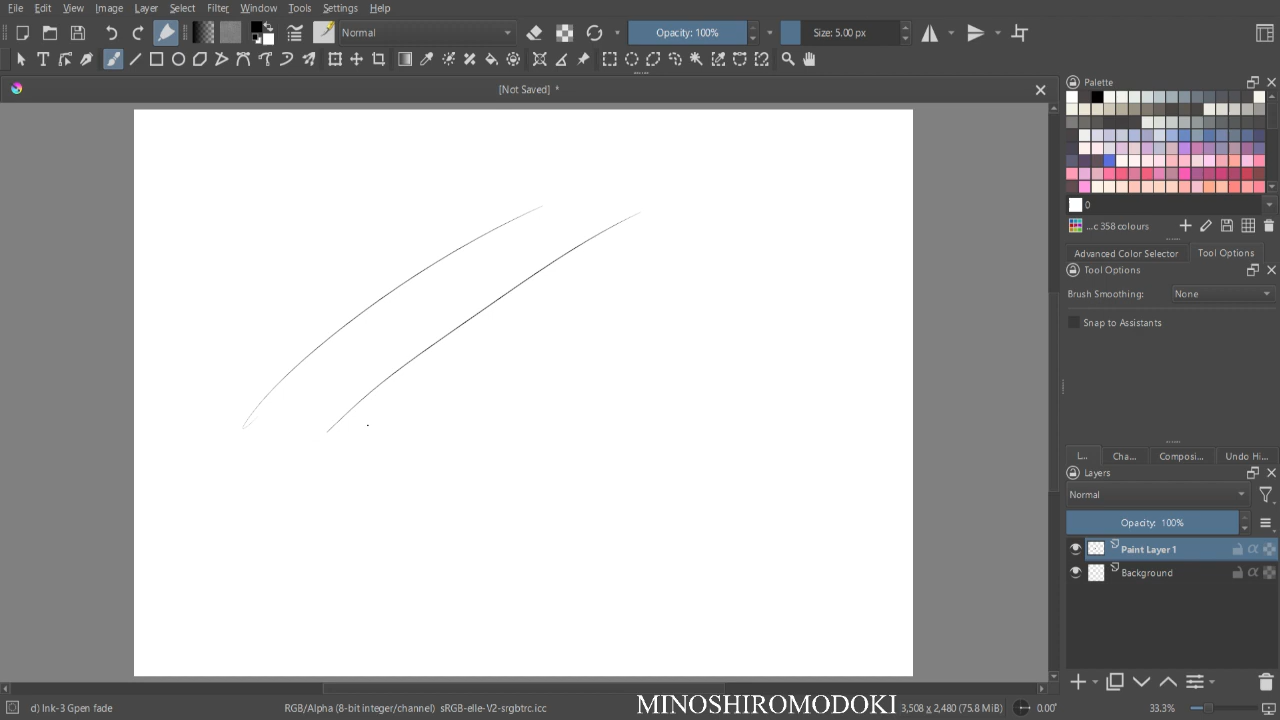 File Edit View Image Layer Select Filter Tools Settings Help
Normal Opacity: 100% Size: 5.00 px
[Not Saved] *
Palette
0
...c 358 colours
Advanced Color Selector Tool Options
Tool Options
Brush Smoothing: None
Snap to Assistants
L... Cha... Composi... Undo Hi...
Layers
Normal
Opacity: 100%
Paint Layer 1
Background
d) Ink-3 Gpen fade RGB/Alpha (8-bit integer/channel) sRGB-elle-V2-srgbtrc.icc MINOSHIROMODOKI 3,508 x 2,480 (75.8 MiB) 0.00° 33.3%